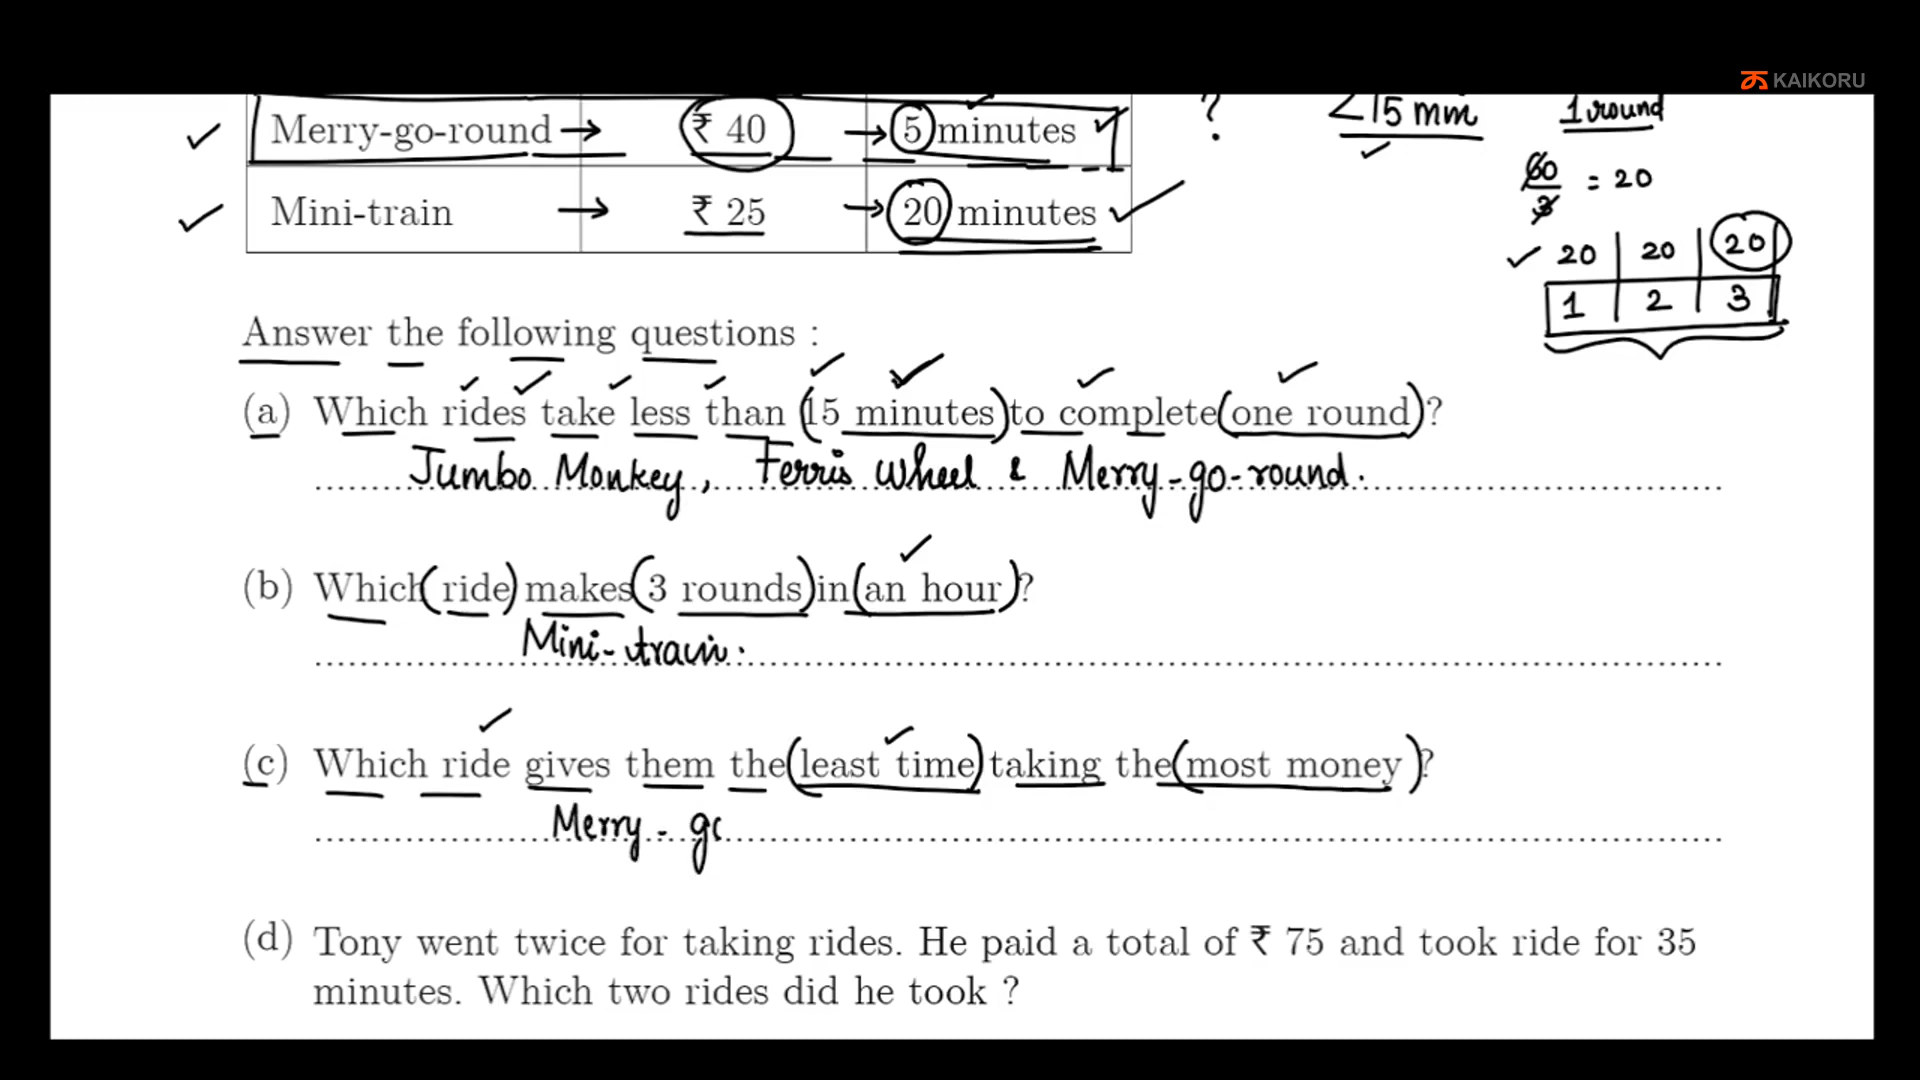 KAIKORU
Merry-go-round → ₹ 40 → 5 minutes ? <15 min 1 round
60/3 = 20
Mini-train → ₹ 25 → 20 minutes
20 20 20
1 2 3
Answer the following questions :
(a) Which rides take less than (15 minutes) to complete (one round)?
Jumbo Monkey, Ferris Wheel & Merry-go-round.
(b) Which (ride) makes (3 rounds) in (an hour)?
Mini-train.
(c) Which ride gives them the (least time) taking the (most money)?
Merry-go
(d) Tony went twice for taking rides. He paid a total of ₹ 75 and took ride for 35
minutes. Which two rides did he took ?